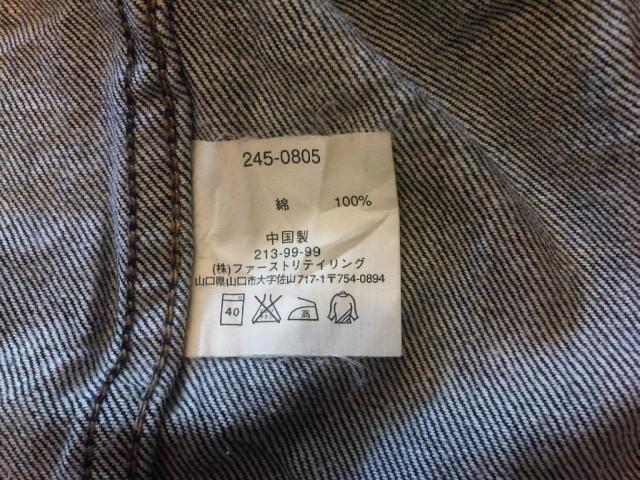 245-0805
綿 100%
中国製
213-99-99
(株)ファーストリテイリング
山口県山口市大字佐山717-1〒754-0894
40 高